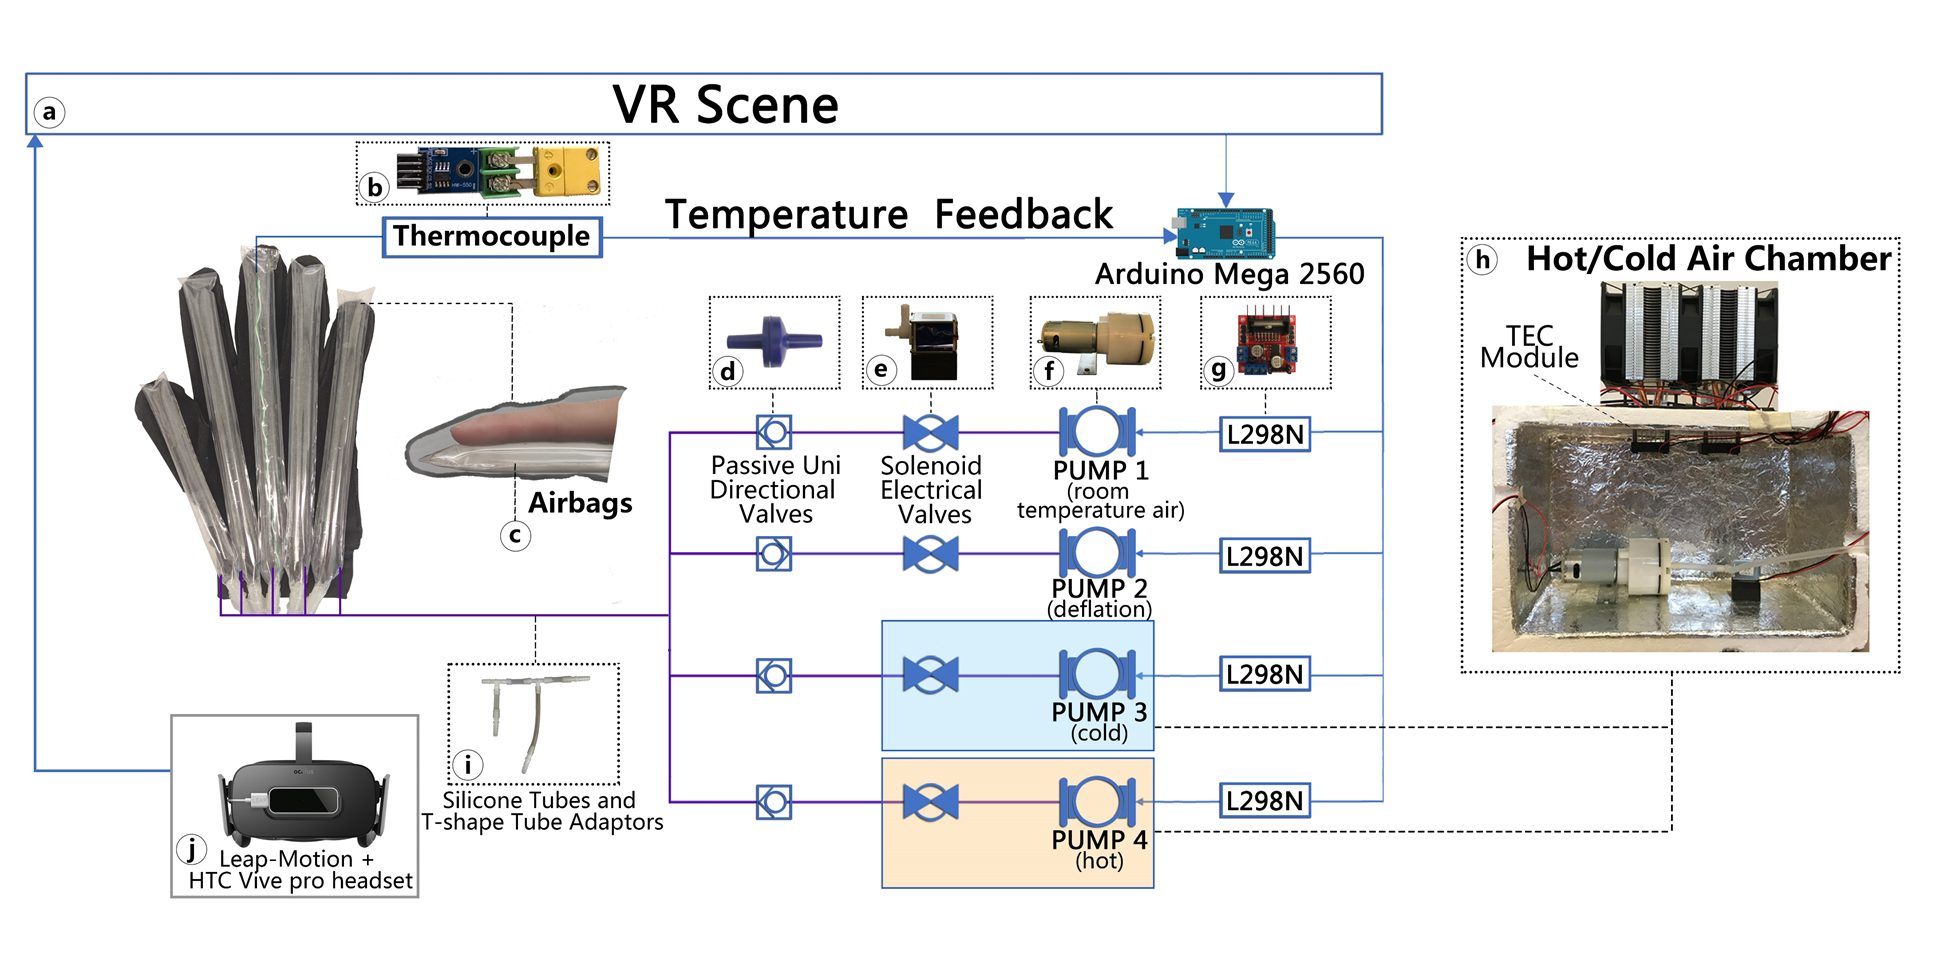 a
VR Scene
b
Thermocouple
Temperature Feedback
Arduino Mega 2560
h
Hot/Cold Air Chamber
TEC
Module
d
e
f
g
Passive Uni
Directional
Valves
Solenoid
Electrical
Valves
PUMP 1
(room
temperature air)
L298N
Airbags
c
PUMP 2
(deflation)
L298N
PUMP 3
(cold)
L298N
PUMP 4
(hot)
L298N
i
Silicone Tubes and
T-shape Tube Adaptors
j
Leap-Motion +
HTC Vive pro headset